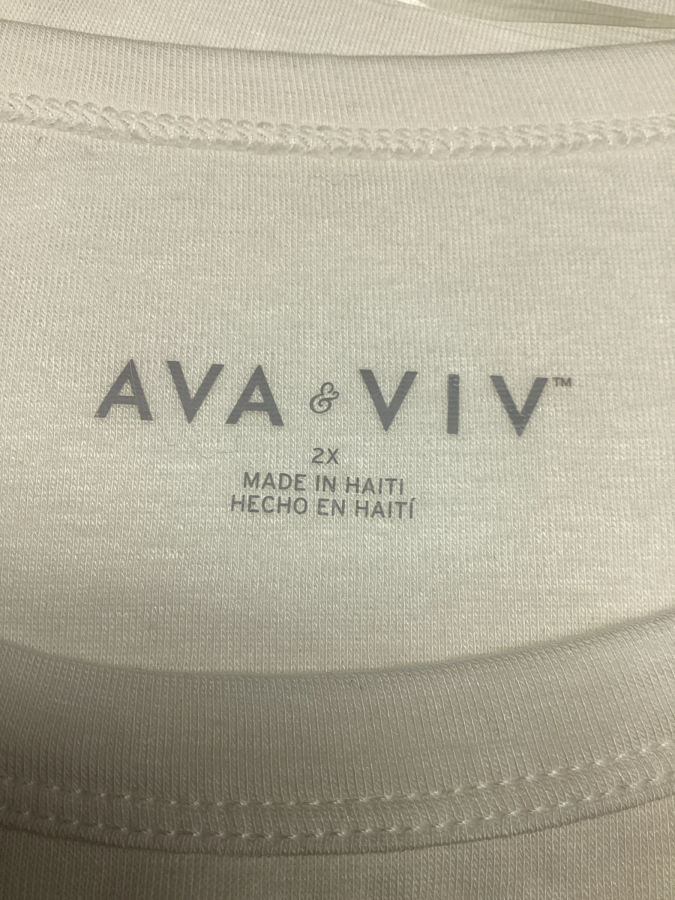 AVA & VIV™
2X
MADE IN HAITI
HECHO EN HAITÍ